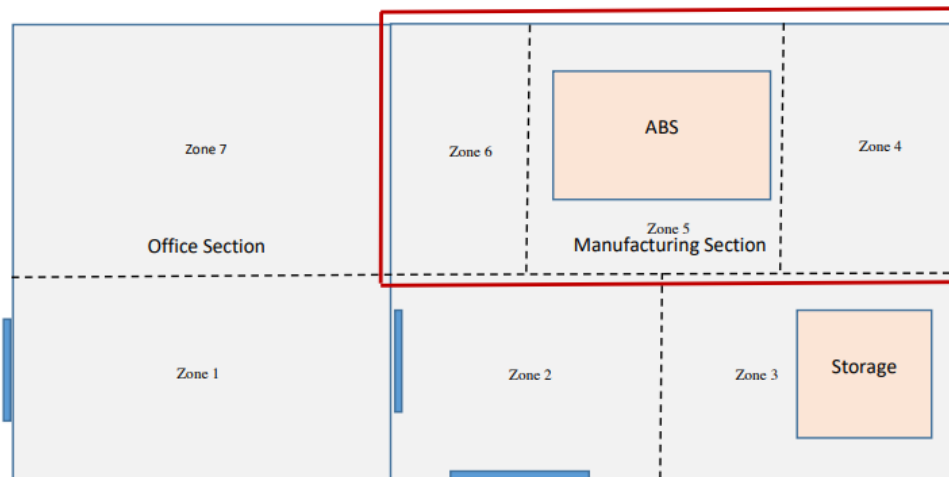 ABS
Zone 7
Zone 6
Zone 4
Zone 5
Office Section
Manufacturing Section
Zone 1
Zone 2
Zone 3
Storage